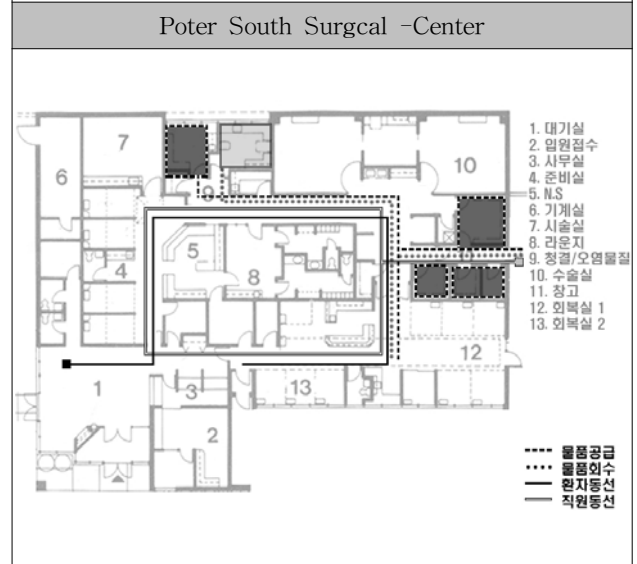 Poter South Surgcal -Center
7
6
9
10
5
8
4
12
1
3
13
2
1. 대기실
2. 입원접수
3. 사무실
4. 준비실
5. N.S
6. 기계실
7. 시술실
8. 라운지
9. 청결/오염물질
10. 수술실
11. 창고
12. 회복실 1
13. 회복실 2
물품공급
물품회수
환자동선
직원동선